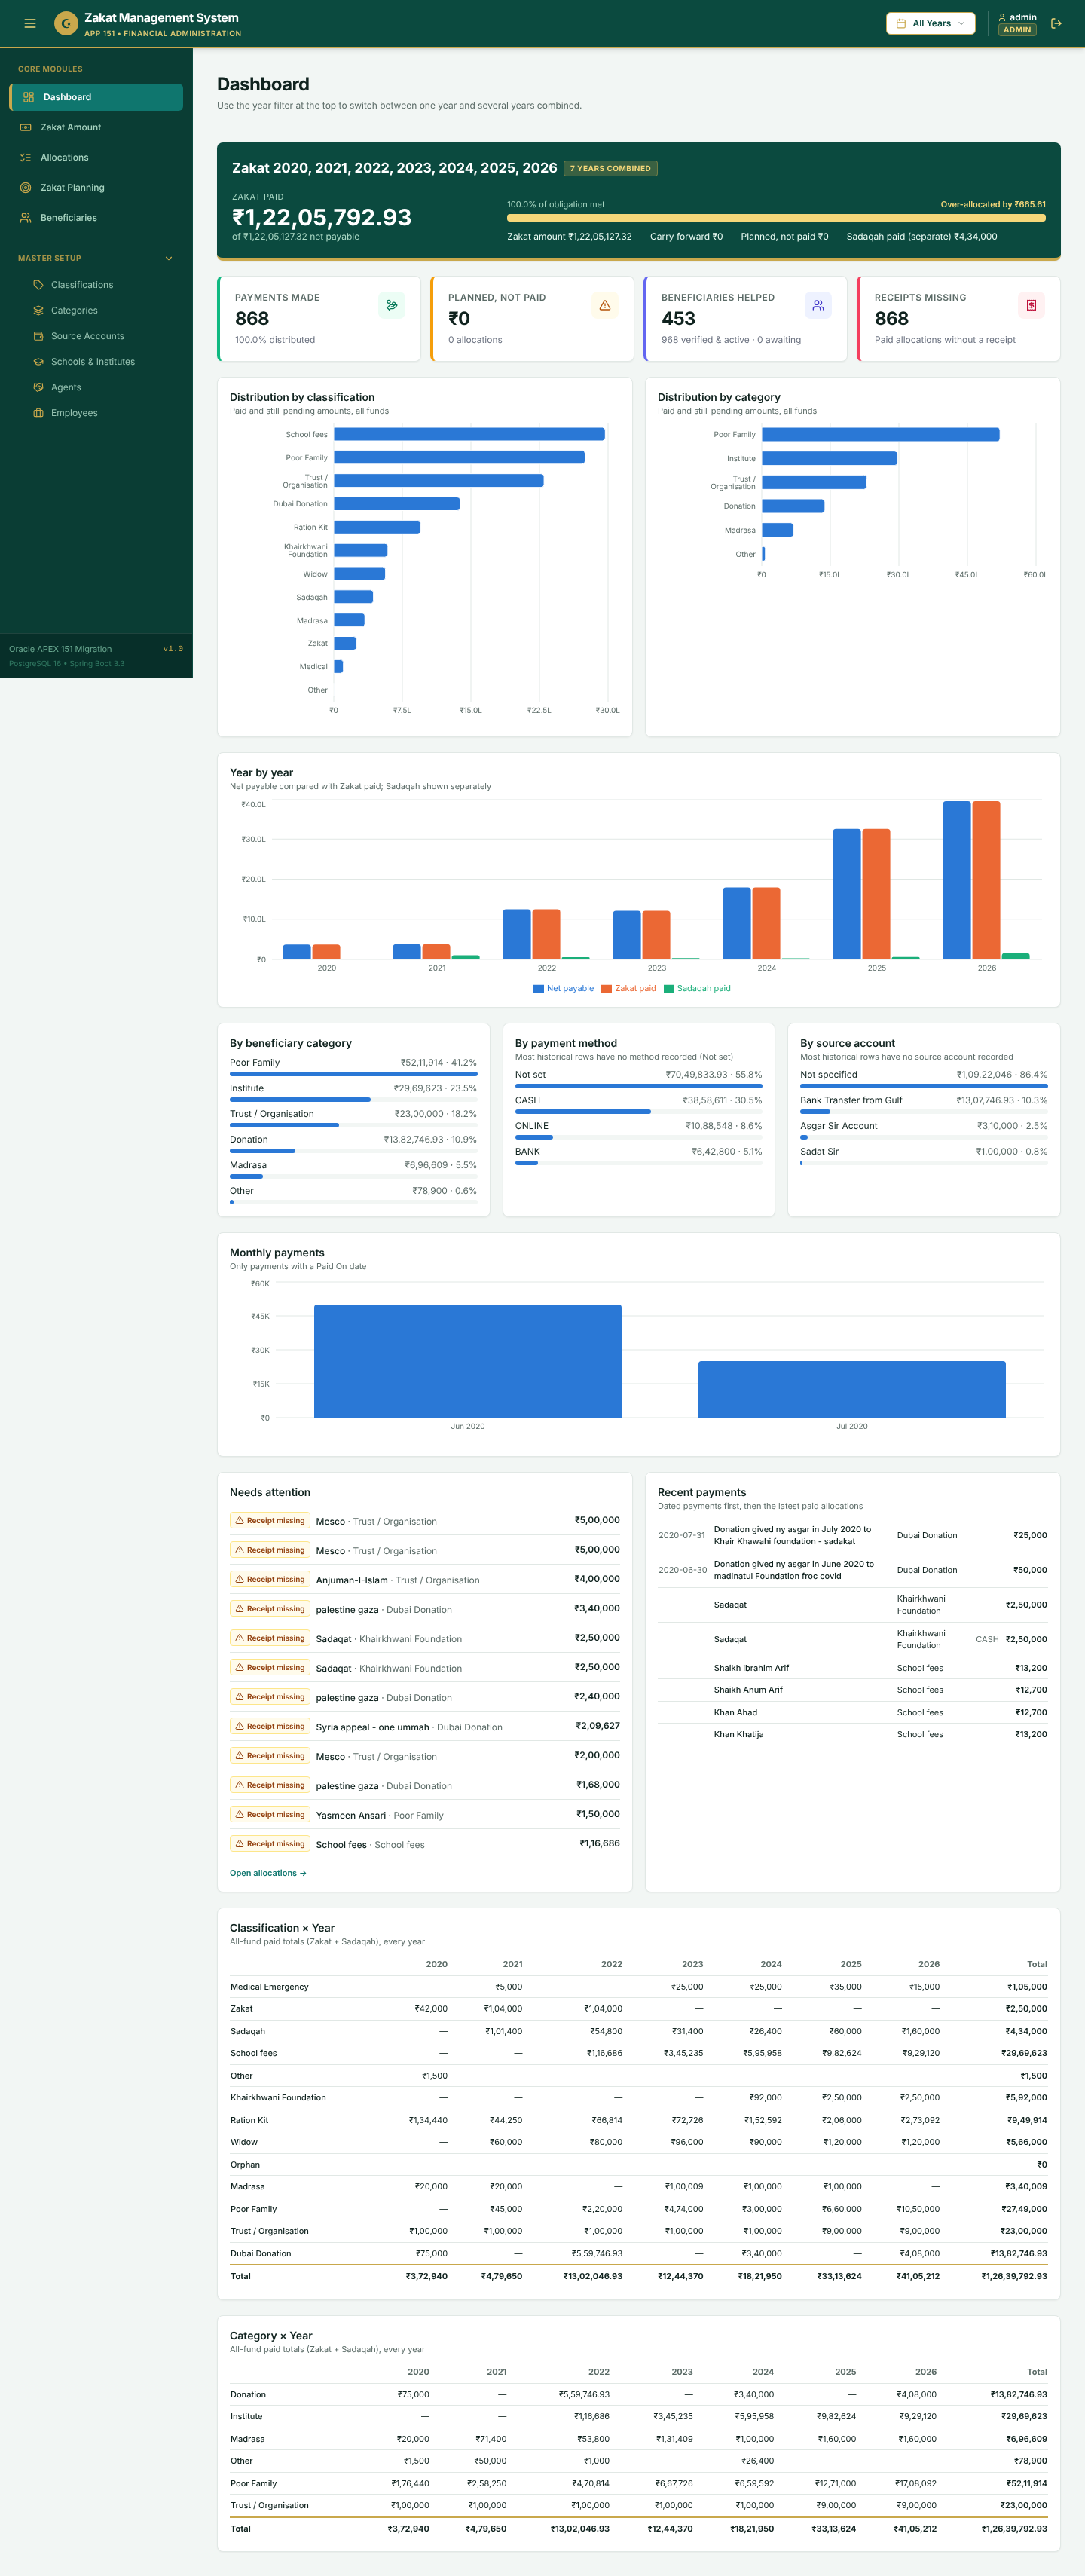 Zakat Management System
APP 151 • FINANCIAL ADMINISTRATION
All Years
admin
ADMIN
CORE MODULES
Dashboard
Zakat Amount
Allocations
Zakat Planning
Beneficiaries
MASTER SETUP
Classifications
Categories
Source Accounts
Schools & Institutes
Agents
Employees
Oracle APEX 151 Migration v1.0
PostgreSQL 16 • Spring Boot 3.3
Dashboard
Use the year filter at the top to switch between one year and several years combined.
Zakat 2020, 2021, 2022, 2023, 2024, 2025, 2026 7 YEARS COMBINED
ZAKAT PAID
₹1,22,05,792.93
of ₹1,22,05,127.32 net payable
100.0% of obligation met Over-allocated by ₹665.61
Zakat amount ₹1,22,05,127.32 Carry forward ₹0 Planned, not paid ₹0 Sadaqah paid (separate) ₹4,34,000
PAYMENTS MADE
868
100.0% distributed
PLANNED, NOT PAID
₹0
0 allocations
BENEFICIARIES HELPED
453
968 verified & active · 0 awaiting
RECEIPTS MISSING
868
Paid allocations without a receipt
Distribution by classification
Paid and still-pending amounts, all funds
School fees
Poor Family
Trust /
Organisation
Dubai Donation
Ration Kit
Khairkhwani
Foundation
Widow
Sadaqah
Madrasa
Zakat
Medical
Other
₹0 ₹7.5L ₹15.0L ₹22.5L ₹30.0L
Distribution by category
Paid and still-pending amounts, all funds
Poor Family
Institute
Trust /
Organisation
Donation
Madrasa
Other
₹0 ₹15.0L ₹30.0L ₹45.0L ₹60.0L
Year by year
Net payable compared with Zakat paid; Sadaqah shown separately
₹40.0L
₹30.0L
₹20.0L
₹10.0L
₹0
2020 2021 2022 2023 2024 2025 2026
Net payable Zakat paid Sadaqah paid
By beneficiary category
Poor Family ₹52,11,914 · 41.2%
Institute ₹29,69,623 · 23.5%
Trust / Organisation ₹23,00,000 · 18.2%
Donation ₹13,82,746.93 · 10.9%
Madrasa ₹6,96,609 · 5.5%
Other ₹78,900 · 0.6%
By payment method
Most historical rows have no method recorded (Not set)
Not set ₹70,49,833.93 · 55.8%
CASH ₹38,58,611 · 30.5%
ONLINE ₹10,88,548 · 8.6%
BANK ₹6,42,800 · 5.1%
By source account
Most historical rows have no source account recorded
Not specified ₹1,09,22,046 · 86.4%
Bank Transfer from Gulf ₹13,07,746.93 · 10.3%
Asgar Sir Account ₹3,10,000 · 2.5%
Sadat Sir ₹1,00,000 · 0.8%
Monthly payments
Only payments with a Paid On date
₹60K
₹45K
₹30K
₹15K
₹0
Jun 2020 Jul 2020
Needs attention
Receipt missing Mesco · Trust / Organisation ₹5,00,000
Receipt missing Mesco · Trust / Organisation ₹5,00,000
Receipt missing Anjuman-I-Islam · Trust / Organisation ₹4,00,000
Receipt missing palestine gaza · Dubai Donation ₹3,40,000
Receipt missing Sadaqat · Khairkhwani Foundation ₹2,50,000
Receipt missing Sadaqat · Khairkhwani Foundation ₹2,50,000
Receipt missing palestine gaza · Dubai Donation ₹2,40,000
Receipt missing Syria appeal - one ummah · Dubai Donation ₹2,09,627
Receipt missing Mesco · Trust / Organisation ₹2,00,000
Receipt missing palestine gaza · Dubai Donation ₹1,68,000
Receipt missing Yasmeen Ansari · Poor Family ₹1,50,000
Receipt missing School fees · School fees ₹1,16,686
Open allocations →
Recent payments
Dated payments first, then the latest paid allocations
2020-07-31 Donation gived ny asgar in July 2020 to Khair Khawahi foundation - sadakat Dubai Donation ₹25,000
2020-06-30 Donation gived ny asgar in June 2020 to madinatul Foundation froc covid Dubai Donation ₹50,000
Sadaqat Khairkhwani Foundation ₹2,50,000
Sadaqat Khairkhwani Foundation CASH ₹2,50,000
Shaikh ibrahim Arif School fees ₹13,200
Shaikh Anum Arif School fees ₹12,700
Khan Ahad School fees ₹12,700
Khan Khatija School fees ₹13,200
Classification × Year
All-fund paid totals (Zakat + Sadaqah), every year
2020 2021 2022 2023 2024 2025 2026 Total
Medical Emergency — ₹5,000 — ₹25,000 ₹25,000 ₹35,000 ₹15,000 ₹1,05,000
Zakat ₹42,000 ₹1,04,000 ₹1,04,000 — — — — ₹2,50,000
Sadaqah — ₹1,01,400 ₹54,800 ₹31,400 ₹26,400 ₹60,000 ₹1,60,000 ₹4,34,000
School fees — — ₹1,16,686 ₹3,45,235 ₹5,95,958 ₹9,82,624 ₹9,29,120 ₹29,69,623
Other ₹1,500 — — — — — — ₹1,500
Khairkhwani Foundation — — — — ₹92,000 ₹2,50,000 ₹2,50,000 ₹5,92,000
Ration Kit ₹1,34,440 ₹44,250 ₹66,814 ₹72,726 ₹1,52,592 ₹2,06,000 ₹2,73,092 ₹9,49,914
Widow — ₹60,000 ₹80,000 ₹96,000 ₹90,000 ₹1,20,000 ₹1,20,000 ₹5,66,000
Orphan — — — — — — — ₹0
Madrasa ₹20,000 ₹20,000 — ₹1,00,009 ₹1,00,000 ₹1,00,000 — ₹3,40,009
Poor Family — ₹45,000 ₹2,20,000 ₹4,74,000 ₹3,00,000 ₹6,60,000 ₹10,50,000 ₹27,49,000
Trust / Organisation ₹1,00,000 ₹1,00,000 ₹1,00,000 ₹1,00,000 ₹1,00,000 ₹9,00,000 ₹9,00,000 ₹23,00,000
Dubai Donation ₹75,000 — ₹5,59,746.93 — ₹3,40,000 — ₹4,08,000 ₹13,82,746.93
Total ₹3,72,940 ₹4,79,650 ₹13,02,046.93 ₹12,44,370 ₹18,21,950 ₹33,13,624 ₹41,05,212 ₹1,26,39,792.93
Category × Year
All-fund paid totals (Zakat + Sadaqah), every year
2020 2021 2022 2023 2024 2025 2026 Total
Donation ₹75,000 — ₹5,59,746.93 — ₹3,40,000 — ₹4,08,000 ₹13,82,746.93
Institute — — ₹1,16,686 ₹3,45,235 ₹5,95,958 ₹9,82,624 ₹9,29,120 ₹29,69,623
Madrasa ₹20,000 ₹71,400 ₹53,800 ₹1,31,409 ₹1,00,000 ₹1,60,000 ₹1,60,000 ₹6,96,609
Other ₹1,500 ₹50,000 ₹1,000 — ₹26,400 — — ₹78,900
Poor Family ₹1,76,440 ₹2,58,250 ₹4,70,814 ₹6,67,726 ₹6,59,592 ₹12,71,000 ₹17,08,092 ₹52,11,914
Trust / Organisation ₹1,00,000 ₹1,00,000 ₹1,00,000 ₹1,00,000 ₹1,00,000 ₹9,00,000 ₹9,00,000 ₹23,00,000
Total ₹3,72,940 ₹4,79,650 ₹13,02,046.93 ₹12,44,370 ₹18,21,950 ₹33,13,624 ₹41,05,212 ₹1,26,39,792.93